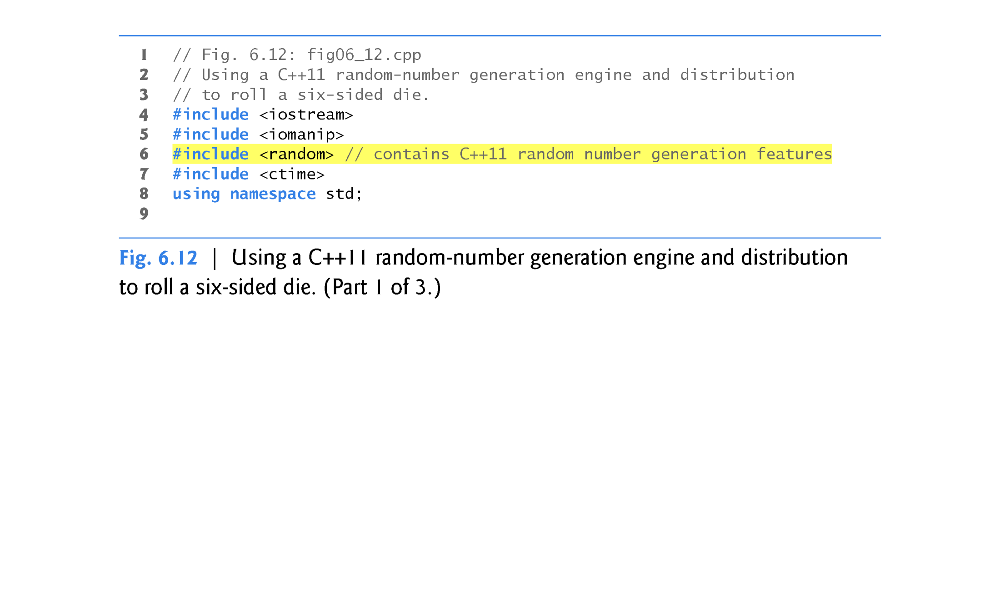 1 // Fig. 6.12: fig06_12.cpp
2 // Using a C++11 random-number generation engine and distribution
3 // to roll a six-sided die.
4 #include <iostream>
5 #include <iomanip>
6 #include <random> // contains C++11 random number generation features
7 #include <ctime>
8 using namespace std;
9
Fig. 6.12 | Using a C++11 random-number generation engine and distribution
to roll a six-sided die. (Part 1 of 3.)